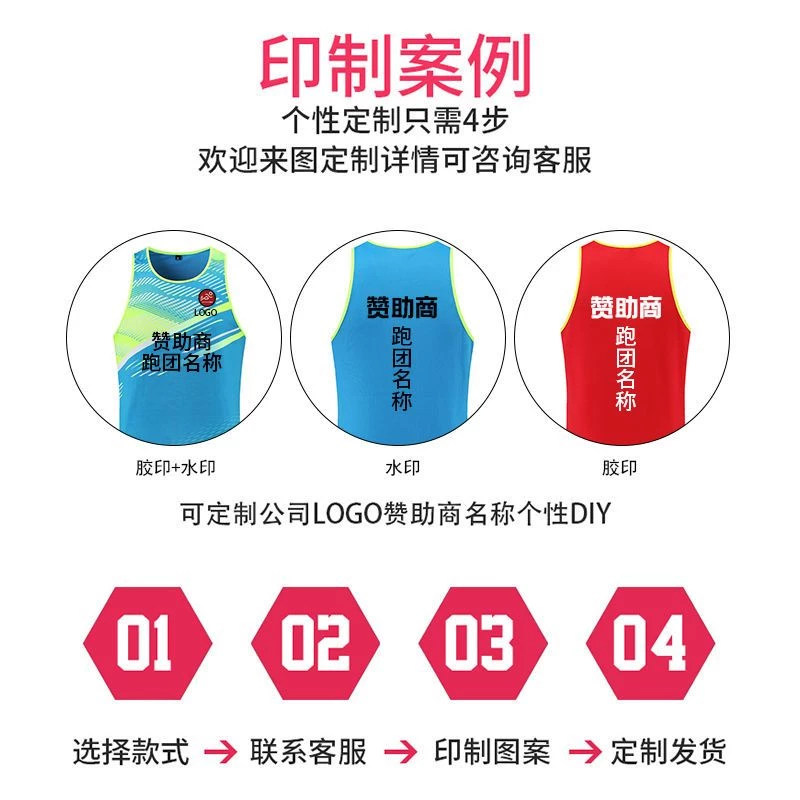 印制案例
个性定制只需4步
欢迎来图定制详情可咨询客服
LOGO
赞助商
跑团名称
赞助商
跑团名称
赞助商
跑团名称
胶印+水印
水印
胶印
可定制公司LOGO赞助商名称个性DIY
01
02
03
04
选择款式 → 联系客服 → 印制图案 → 定制发货